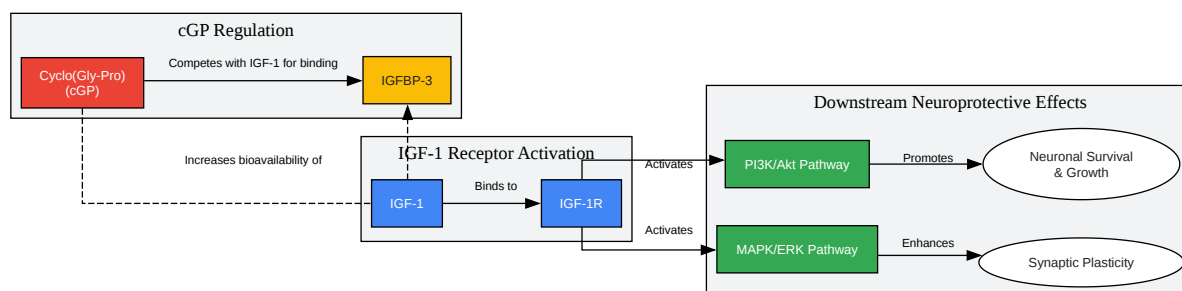 cGP Regulation
Cyclo(Gly-Pro)
(cGP)
Competes with IGF-1 for binding
IGFBP-3
Increases bioavailability of
IGF-1 Receptor Activation
IGF-1
Binds to
IGF-1R
Activates
Activates
Downstream Neuroprotective Effects
PI3K/Akt Pathway
Promotes
Neuronal Survival
& Growth
MAPK/ERK Pathway
Enhances
Synaptic Plasticity